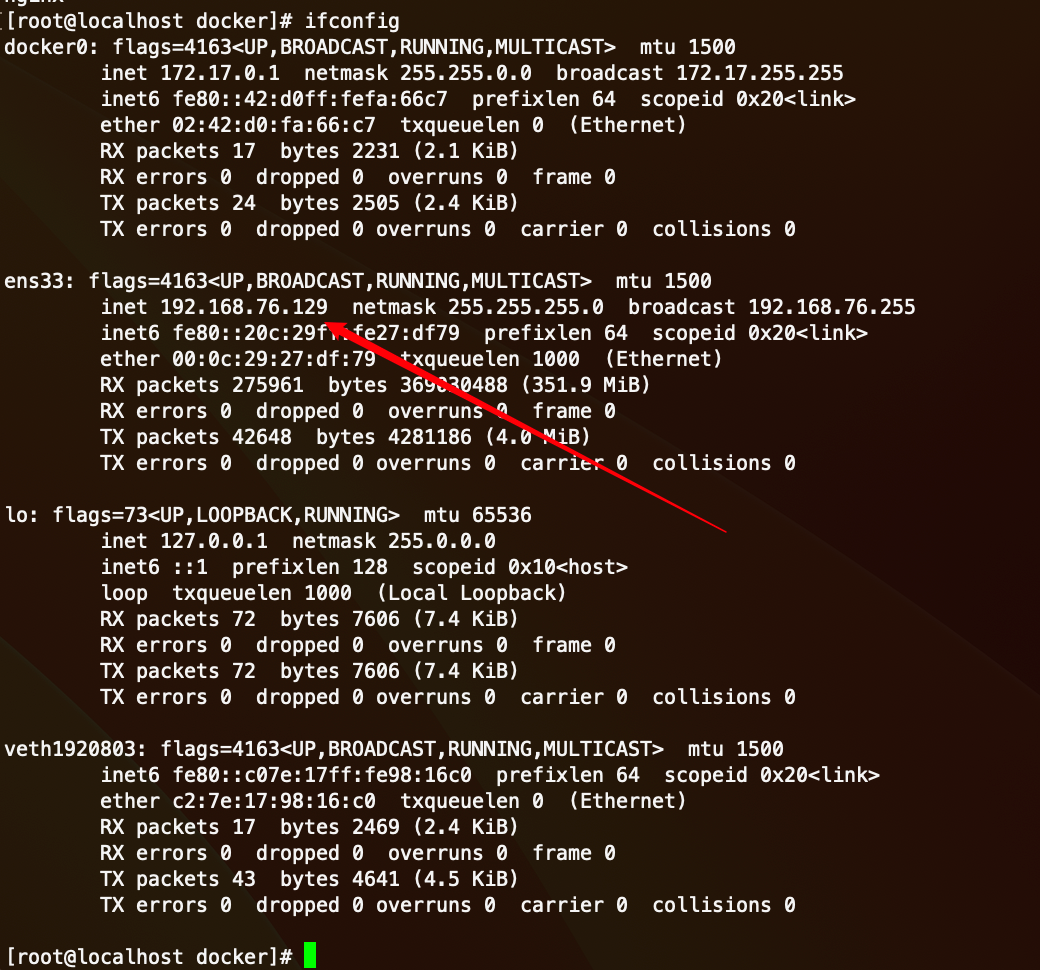 [root@localhost docker]# ifconfig
docker0: flags=4163<UP,BROADCAST,RUNNING,MULTICAST>  mtu 1500
        inet 172.17.0.1  netmask 255.255.0.0  broadcast 172.17.255.255
        inet6 fe80::42:d0ff:fefa:66c7  prefixlen 64  scopeid 0x20<link>
        ether 02:42:d0:fa:66:c7  txqueuelen 0  (Ethernet)
        RX packets 17  bytes 2231 (2.1 KiB)
        RX errors 0  dropped 0  overruns 0  frame 0
        TX packets 24  bytes 2505 (2.4 KiB)
        TX errors 0  dropped 0 overruns 0  carrier 0  collisions 0

ens33: flags=4163<UP,BROADCAST,RUNNING,MULTICAST>  mtu 1500
        inet 192.168.76.129  netmask 255.255.255.0  broadcast 192.168.76.255
        inet6 fe80::20c:29ff:fe27:df79  prefixlen 64  scopeid 0x20<link>
        ether 00:0c:29:27:df:79  txqueuelen 1000  (Ethernet)
        RX packets 275961  bytes 369030488 (351.9 MiB)
        RX errors 0  dropped 0  overruns 0  frame 0
        TX packets 42648  bytes 4281186 (4.0 MiB)
        TX errors 0  dropped 0 overruns 0  carrier 0  collisions 0

lo: flags=73<UP,LOOPBACK,RUNNING>  mtu 65536
        inet 127.0.0.1  netmask 255.0.0.0
        inet6 ::1  prefixlen 128  scopeid 0x10<host>
        loop  txqueuelen 1000  (Local Loopback)
        RX packets 72  bytes 7606 (7.4 KiB)
        RX errors 0  dropped 0  overruns 0  frame 0
        TX packets 72  bytes 7606 (7.4 KiB)
        TX errors 0  dropped 0 overruns 0  carrier 0  collisions 0

veth1920803: flags=4163<UP,BROADCAST,RUNNING,MULTICAST>  mtu 1500
        inet6 fe80::c07e:17ff:fe98:16c0  prefixlen 64  scopeid 0x20<link>
        ether c2:7e:17:98:16:c0  txqueuelen 0  (Ethernet)
        RX packets 17  bytes 2469 (2.4 KiB)
        RX errors 0  dropped 0  overruns 0  frame 0
        TX packets 43  bytes 4641 (4.5 KiB)
        TX errors 0  dropped 0 overruns 0  carrier 0  collisions 0

[root@localhost docker]#